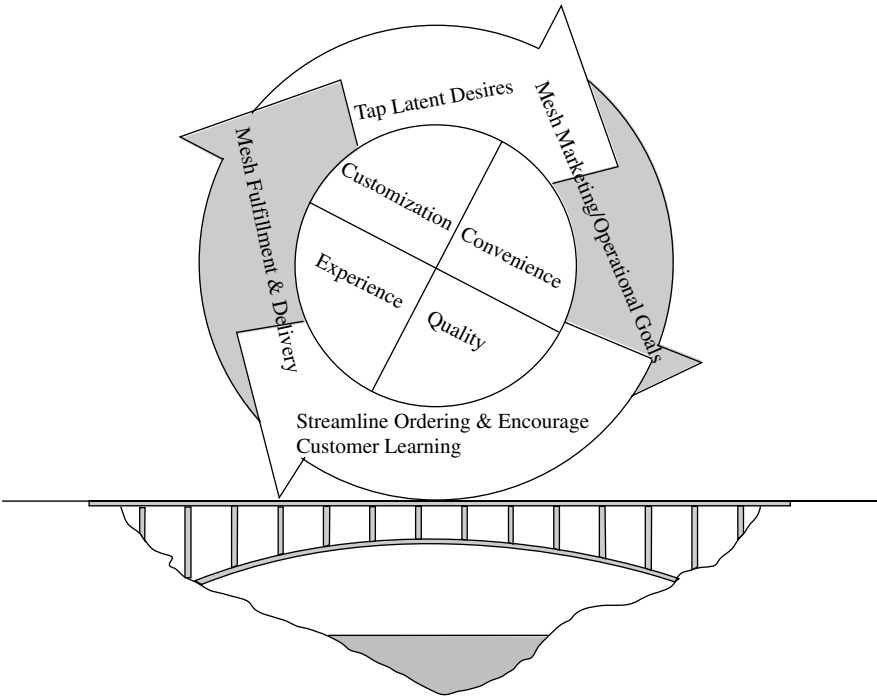 Tap Latent Desires
Mesh Marketing/Operational Goals
Mesh Fulfillment & Delivery
Customization
Convenience
Experience
Quality
Streamline Ordering & Encourage
Customer Learning